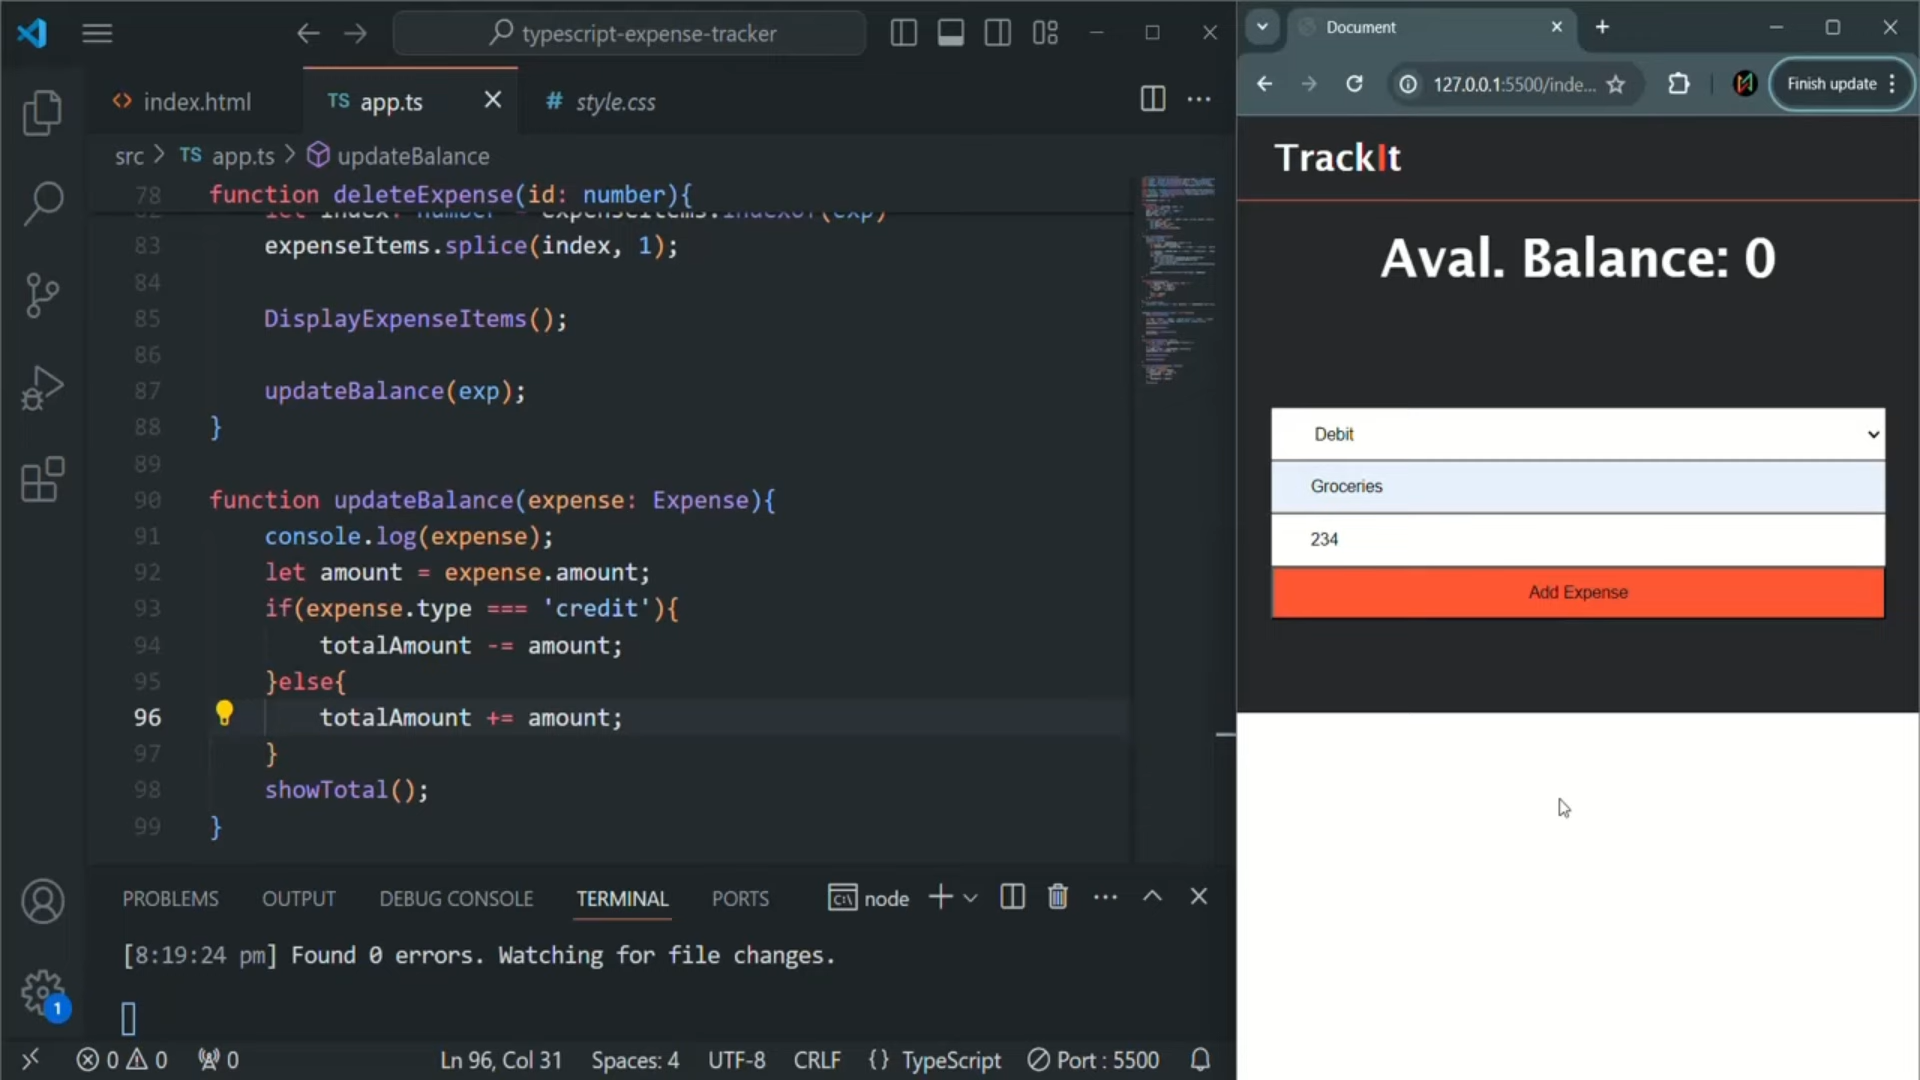 typescript-expense-tracker
index.html
TS app.ts
# style.css
src > TS app.ts > updateBalance
78 function deleteExpense(id: number){
83 expenseItems.splice(index, 1);
84
85 DisplayExpenseItems();
86
87 updateBalance(exp);
88 }
89
90 function updateBalance(expense: Expense){
91 console.log(expense);
92 let amount = expense.amount;
93 if(expense.type === 'credit'){
94 totalAmount -= amount;
95 }else{
96 totalAmount += amount;
97 }
98 showTotal();
99 }
PROBLEMS OUTPUT DEBUG CONSOLE TERMINAL PORTS node
[8:19:24 pm] Found 0 errors. Watching for file changes.
1
0 0 0 Ln 96, Col 31 Spaces: 4 UTF-8 CRLF {} TypeScript Port : 5500
Document
127.0.0.1:5500/inde... Finish update
TrackIt
Aval. Balance: 0
Debit
Groceries
234
Add Expense